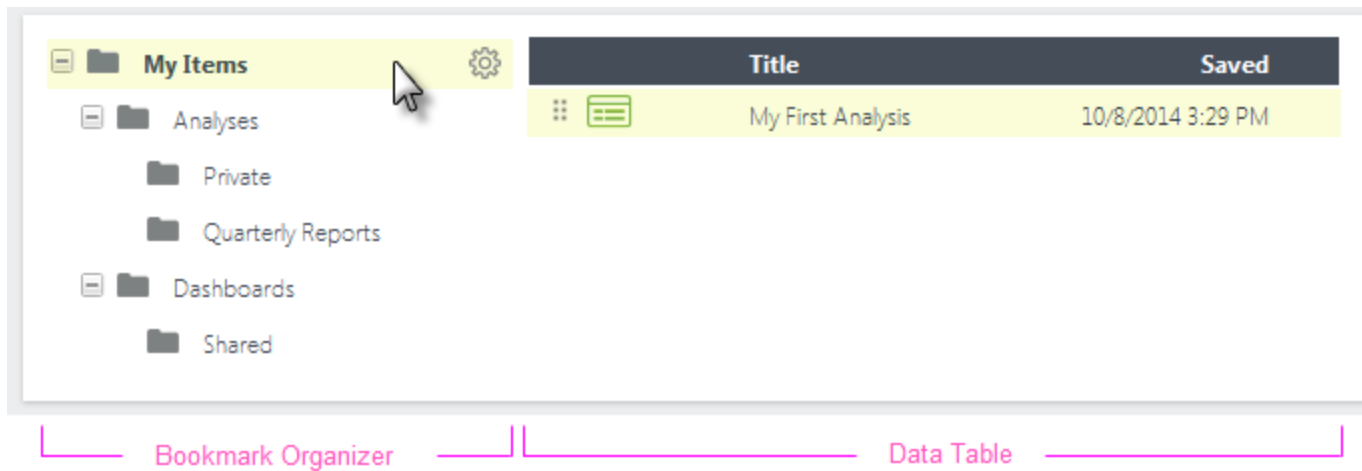 My Items
Title Saved
Analyses
My First Analysis 10/8/2014 3:29 PM
Private
Quarterly Reports
Dashboards
Shared
Bookmark Organizer
Data Table